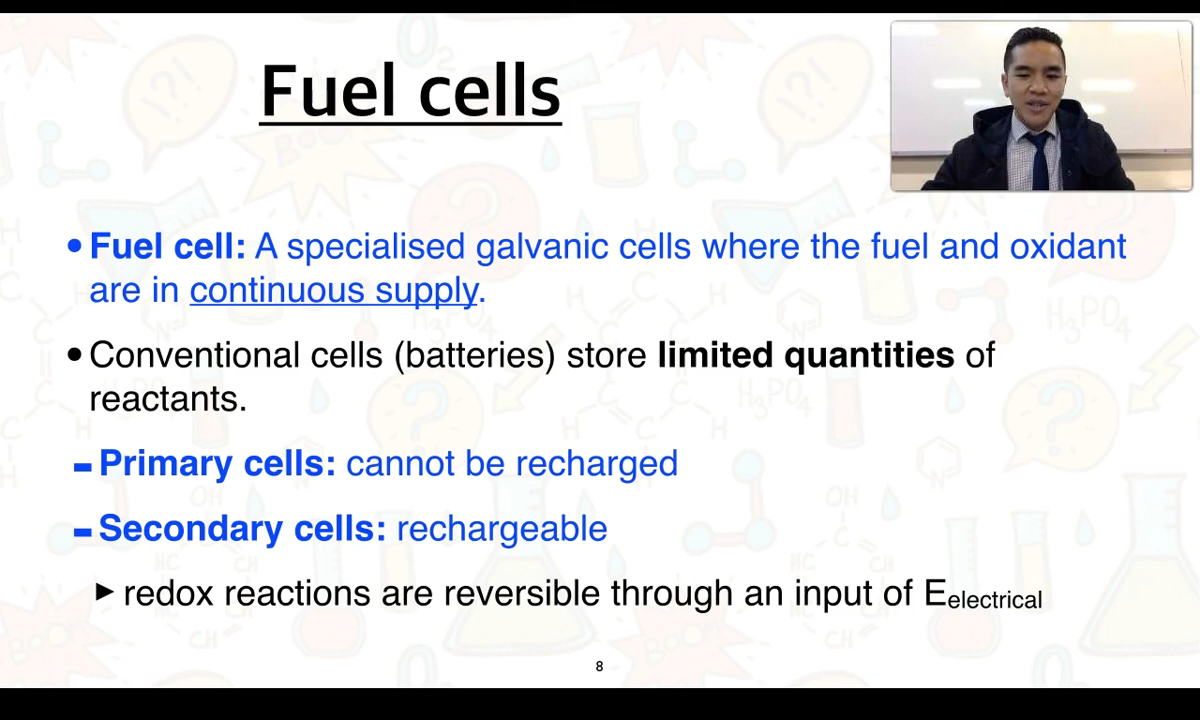 Fuel cells
• Fuel cell: A specialised galvanic cells where the fuel and oxidant
are in continuous supply.
• Conventional cells (batteries) store limited quantities of
reactants.
- Primary cells: cannot be recharged
- Secondary cells: rechargeable
▸ redox reactions are reversible through an input of Eelectrical
8